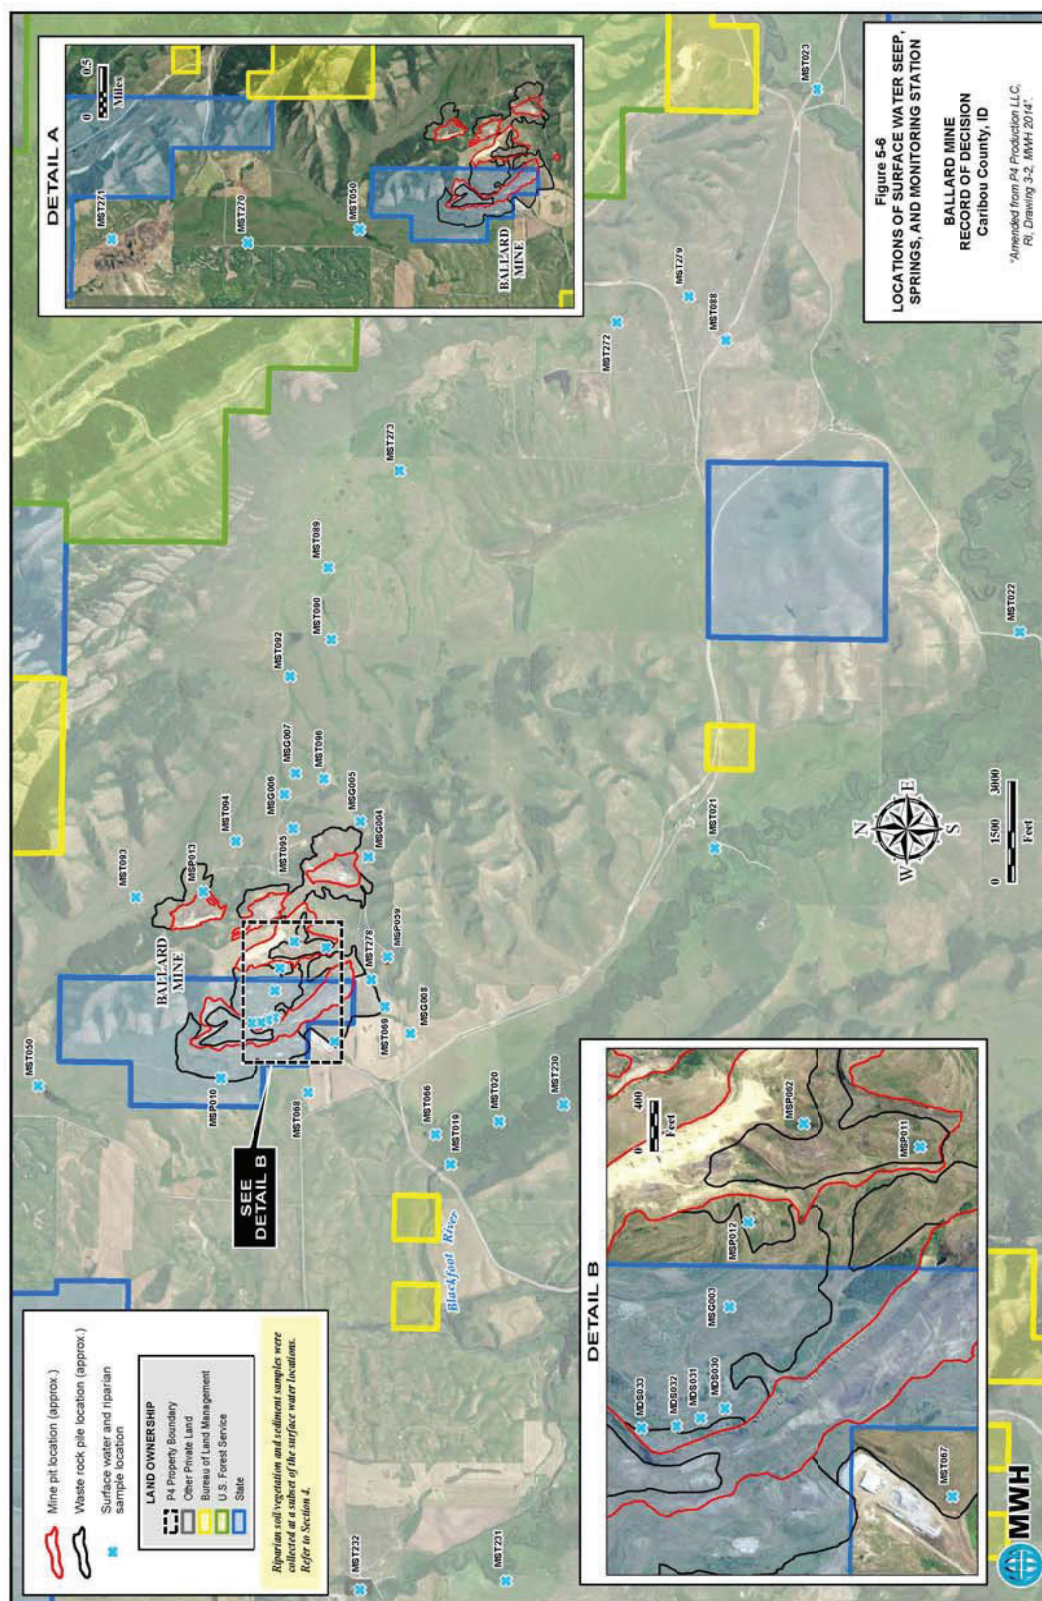 Mine pit location (approx.)
Waste rock pile location (approx.)
Surface water and riparian
sample location
LAND OWNERSHIP
P4 Property Boundary
Other Private Land
Bureau of Land Management
U.S. Forest Service
State
Riparian soil/vegetation and sediment samples were
collected at a subset of the surface water locations.
Refer to Section 4.
DETAIL A
0 0.5
Miles
MST271
MST270
MST050
BALLARD
MINE
MST050
MST093
MSP013
BALLARD
MINE
MST094
MSG006
MSG007
MST092
MST095
MST096
MST090
MST089
MST273
MSG005
MSG004
MSP010
MST068
MST278
MSP059
MST069
MSG008
SEE
DETAIL B
MST066
MST019
MST020
MST230
Blackfoot River
MST232
MST231
MST272
MST279
MST088
MST023
MST021
MST022
DETAIL B
0 400
Feet
MDS033
MDS032
MDS031
MDS030
MSG003
MSP012
MSP062
MSP011
MST067
N
W E
S
0 1500 3000
Feet
MWH
Figure 5-6
LOCATIONS OF SURFACE WATER SEEP,
SPRINGS, AND MONITORING STATION
BALLARD MINE
RECORD OF DECISION
Caribou County, ID
"Amended from P4 Production LLC,
RI, Drawing 3-2, MWH 2014".